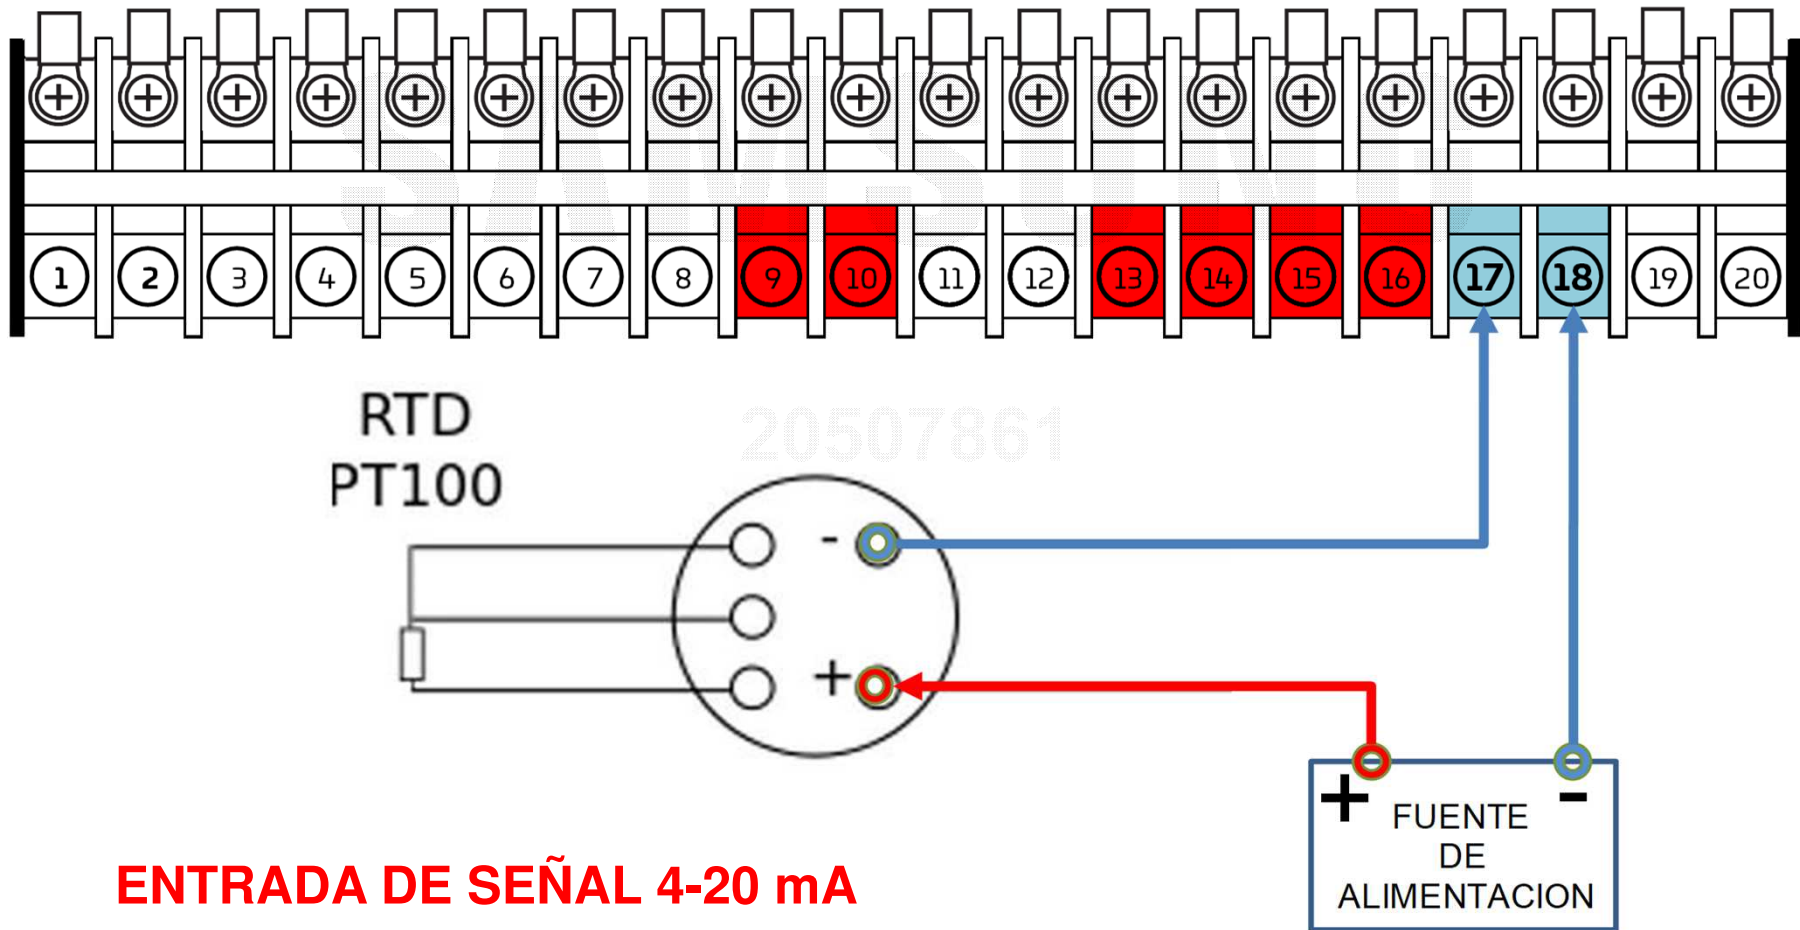 SAMSUNG
1 2 3 4 5 6 7 8 9 10 11 12 13 14 15 16 17 18 19 20
RTD
PT100
20507861
-
+
+ -
FUENTE
DE
ALIMENTACION
ENTRADA DE SEÑAL 4-20 mA